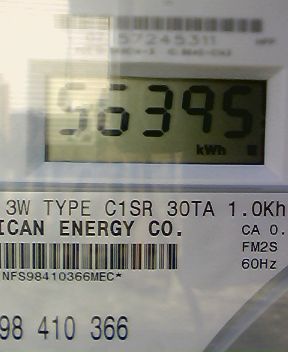 57245311
56395
kWh
3W TYPE C1SR 30TA 1.0Kh
ICAN ENERGY CO.
CA 0.
FM2S
60Hz
NFS98410366MEC*
98 410 366